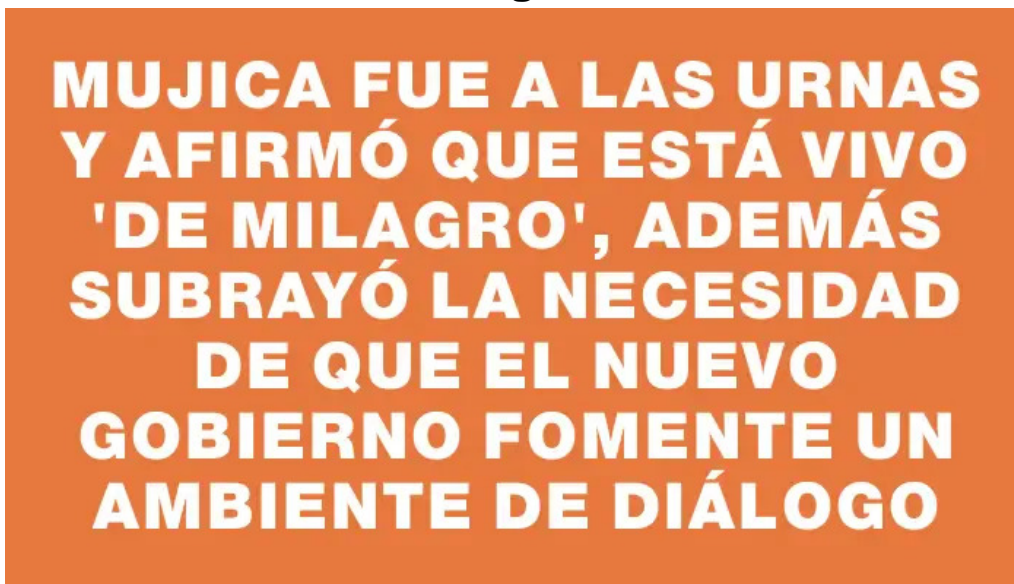 MUJICA FUE A LAS URNAS
Y AFIRMÓ QUE ESTÁ VIVO
'DE MILAGRO', ADEMÁS
SUBRAYÓ LA NECESIDAD
DE QUE EL NUEVO
GOBIERNO FOMENTE UN
AMBIENTE DE DIÁLOGO